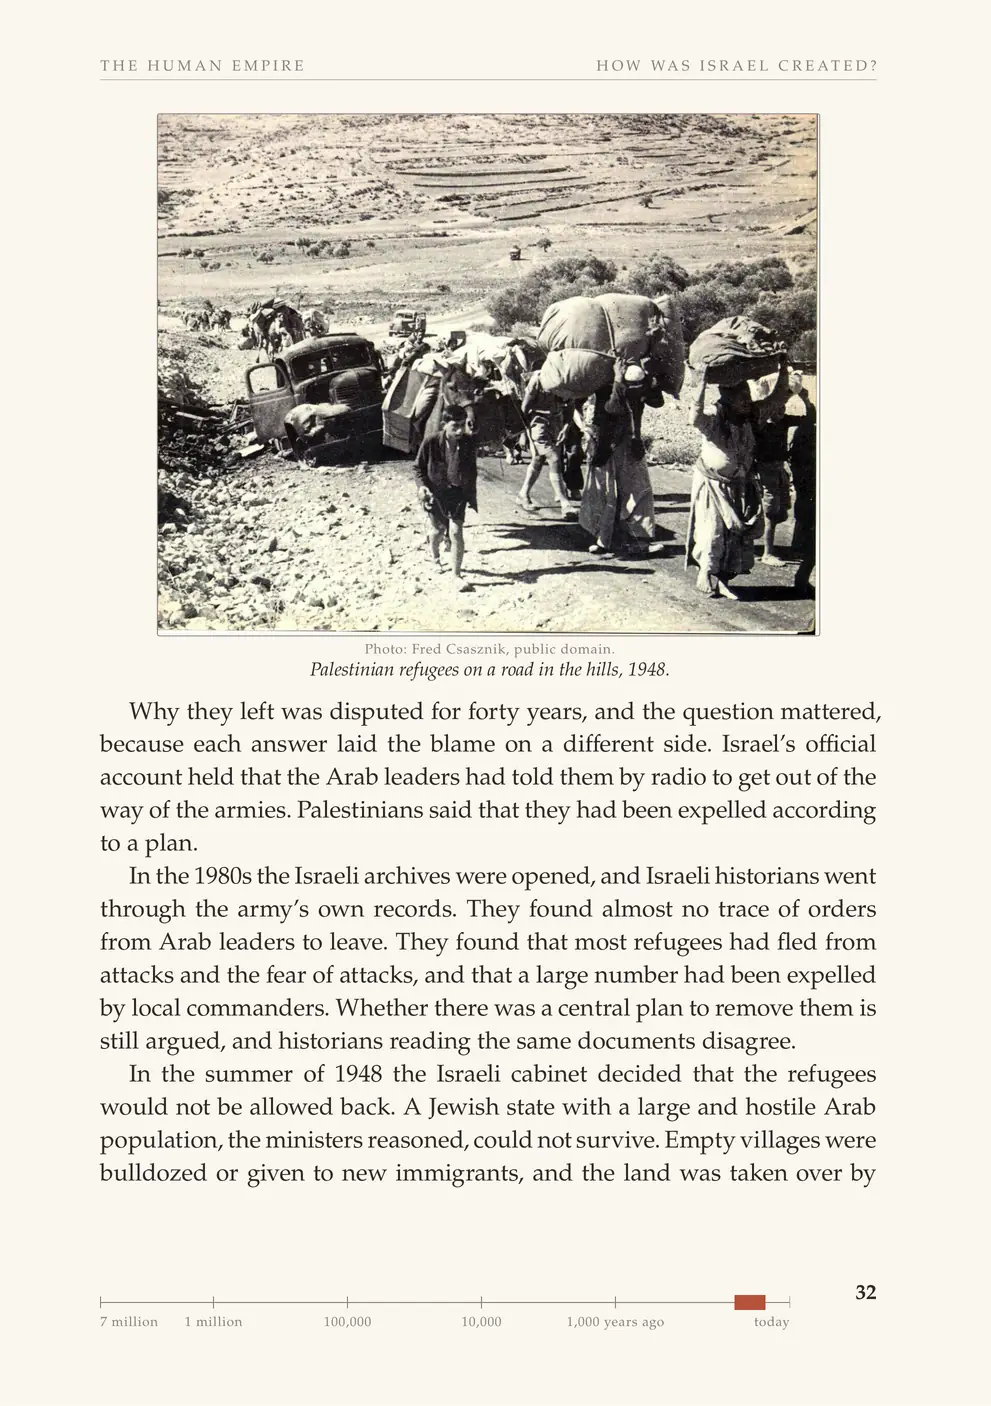 THE HUMAN EMPIRE
HOW WAS ISRAEL CREATED?
Photo: Fred Csasznik, public domain.
Palestinian refugees on a road in the hills, 1948.
Why they left was disputed for forty years, and the question mattered,
because each answer laid the blame on a different side. Israel’s official
account held that the Arab leaders had told them by radio to get out of the
way of the armies. Palestinians said that they had been expelled according
to a plan.
In the 1980s the Israeli archives were opened, and Israeli historians went
through the army’s own records. They found almost no trace of orders
from Arab leaders to leave. They found that most refugees had fled from
attacks and the fear of attacks, and that a large number had been expelled
by local commanders. Whether there was a central plan to remove them is
still argued, and historians reading the same documents disagree.
In the summer of 1948 the Israeli cabinet decided that the refugees
would not be allowed back. A Jewish state with a large and hostile Arab
population, the ministers reasoned, could not survive. Empty villages were
bulldozed or given to new immigrants, and the land was taken over by
32
7 million 1 million 100,000 10,000 1,000 years ago today